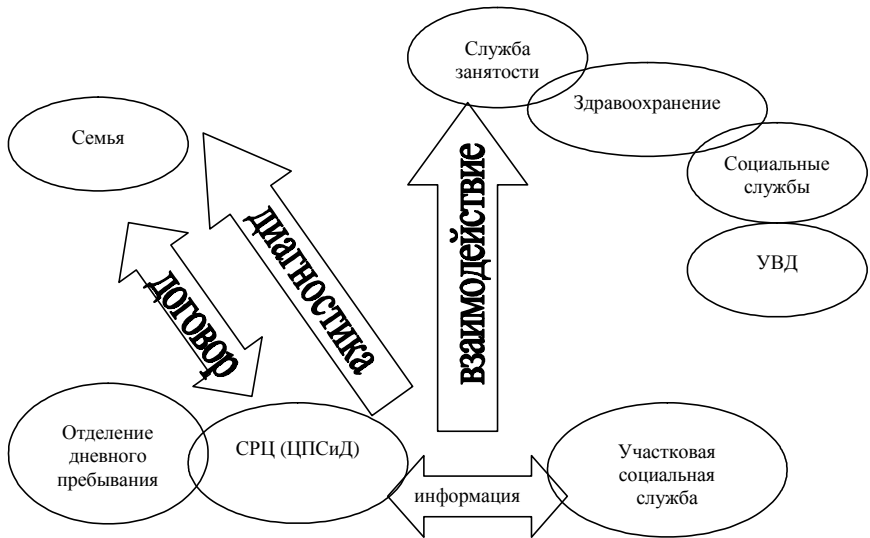 Служба
занятости
Здравоохранение
Семья
Социальные
службы
УВД
взаимодействие
диагностика
договор
Отделение
дневного
пребывания
СРЦ (ЦПСиД)
информация
Участковая
социальная
служба